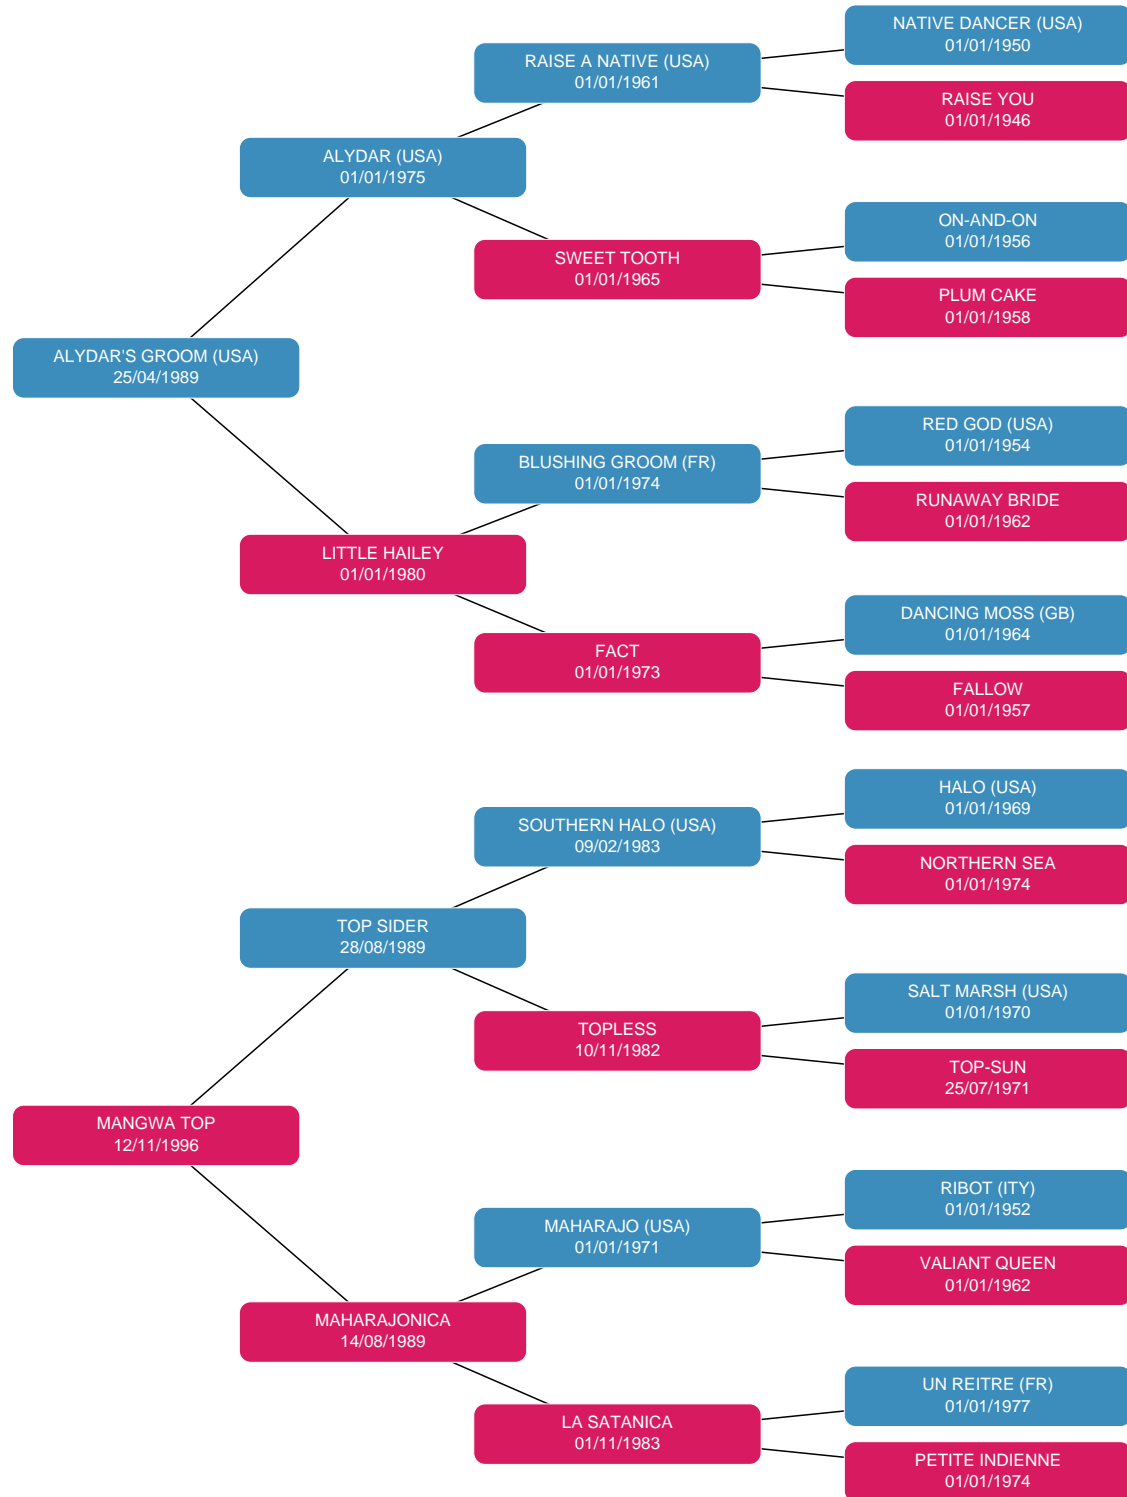 NATIVE DANCER (USA)
01/01/1950
RAISE A NATIVE (USA)
01/01/1961
RAISE YOU
01/01/1946
ALYDAR (USA)
01/01/1975
ON-AND-ON
01/01/1956
SWEET TOOTH
01/01/1965
PLUM CAKE
01/01/1958
ALYDAR'S GROOM (USA)
25/04/1989
RED GOD (USA)
01/01/1954
BLUSHING GROOM (FR)
01/01/1974
RUNAWAY BRIDE
01/01/1962
LITTLE HAILEY
01/01/1980
DANCING MOSS (GB)
01/01/1964
FACT
01/01/1973
FALLOW
01/01/1957
HALO (USA)
01/01/1969
SOUTHERN HALO (USA)
09/02/1983
NORTHERN SEA
01/01/1974
TOP SIDER
28/08/1989
SALT MARSH (USA)
01/01/1970
TOPLESS
10/11/1982
TOP-SUN
25/07/1971
MANGWA TOP
12/11/1996
RIBOT (ITY)
01/01/1952
MAHARAJO (USA)
01/01/1971
VALIANT QUEEN
01/01/1962
MAHARAJONICA
14/08/1989
UN REITRE (FR)
01/01/1977
LA SATANICA
01/11/1983
PETITE INDIENNE
01/01/1974